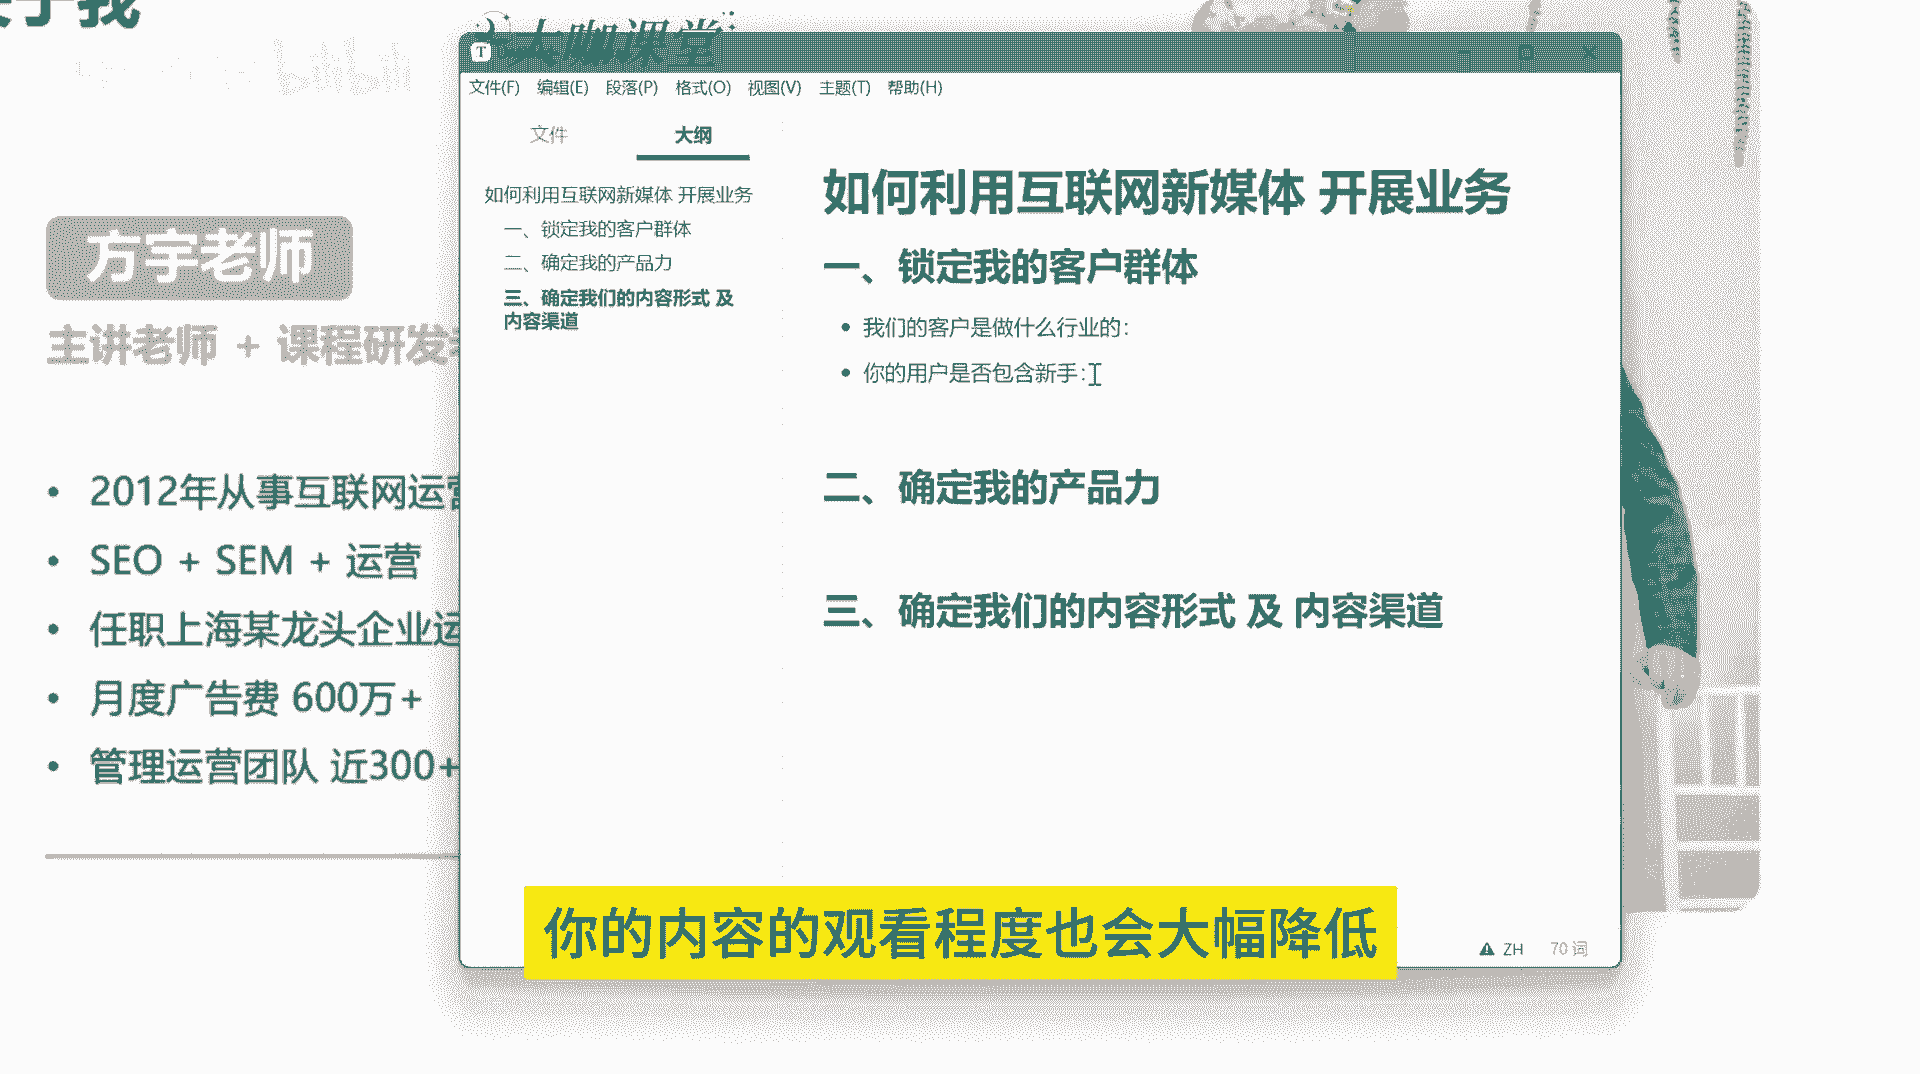 关于我
bilibili
大咖课堂
方宇老师
主讲老师 + 课程研发
2012年从事互联网运营
SEO + SEM + 运营
任职上海某龙头企业运
月度广告费 600万+
管理运营团队 近300+
T
文件(F) 编辑(E) 段落(P) 格式(O) 视图(V) 主题(T) 帮助(H)
文件 大纲
如何利用互联网新媒体 开展业务
一、锁定我的客户群体
二、确定我的产品力
三、确定我们的内容形式 及
内容渠道
如何利用互联网新媒体 开展业务
一、锁定我的客户群体
我们的客户是做什么行业的：
你的用户是否包含新手：
二、确定我的产品力
三、确定我们的内容形式 及 内容渠道
ZH 70 词
你的内容的观看程度也会大幅降低